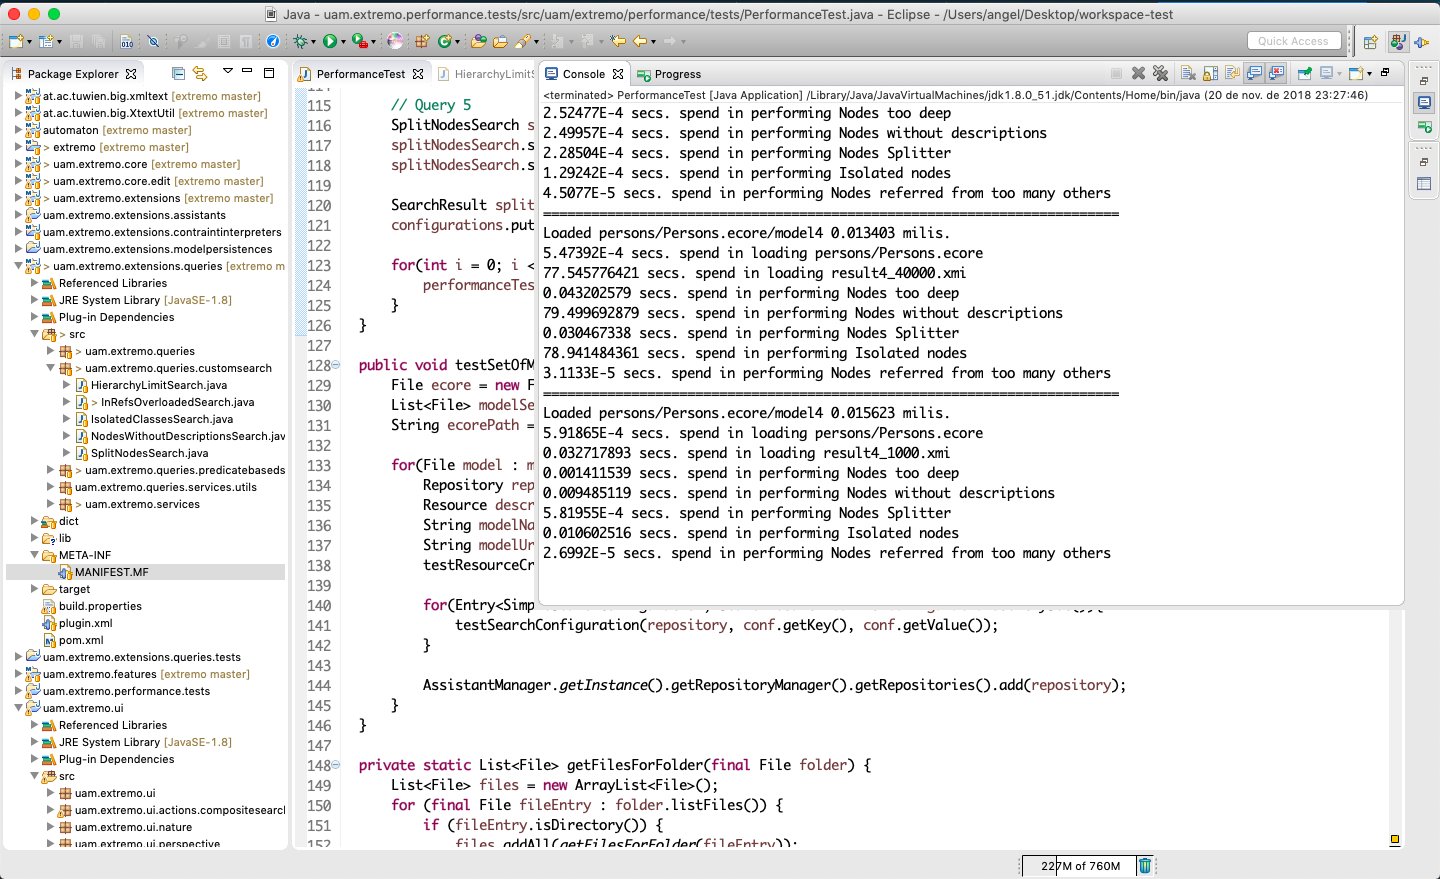 Java - uam.extremo.performance.tests/src/uam/extremo/performance/tests/PerformanceTest.java - Eclipse - /Users/angel/Desktop/workspace-test
Quick Access
Package Explorer
at.ac.tuwien.big.xmltext [extremo master]
at.ac.tuwien.big.XtextUtil [extremo master]
automaton [extremo master]
> extremo [extremo master]
> uam.extremo.core [extremo master]
> uam.extremo.core.edit [extremo master]
> uam.extremo.extensions [extremo master]
uam.extremo.extensions.assistants
uam.extremo.extensions.contraintinterpreters
uam.extremo.extensions.modelpersistences
> uam.extremo.extensions.queries [extremo m
Referenced Libraries
JRE System Library [JavaSE-1.8]
Plug-in Dependencies
> src
> uam.extremo.queries
> uam.extremo.queries.customsearch
HierarchyLimitSearch.java
> InRefsOverloadedSearch.java
IsolatedClassesSearch.java
NodesWithoutDescriptionsSearch.jav
SplitNodesSearch.java
> uam.extremo.queries.predicatebaseds
uam.extremo.queries.services.utils
> uam.extremo.services
dict
lib
META-INF
MANIFEST.MF
target
build.properties
plugin.xml
pom.xml
uam.extremo.extensions.queries.tests
uam.extremo.features [extremo master]
uam.extremo.performance.tests
uam.extremo.ui
Referenced Libraries
JRE System Library [JavaSE-1.8]
Plug-in Dependencies
src
uam.extremo.ui
uam.extremo.ui.actions.compositesearcl
uam.extremo.ui.nature
uam.extremo.ui.perspective
PerformanceTest
HierarchyLimitS
115 // Query 5
116 SplitNodesSearch s
117 splitNodesSearch.s
118 splitNodesSearch.s
119
120 SearchResult split
121 configurations.put
122
123 for(int i = 0; i <
124 performanceTes
125 }
126 }
127
128 public void testSetOfM
129 File ecore = new F
130 List<File> modelSe
131 String ecorePath =
132
133 for(File model : m
134 Repository rep
135 Resource descr
136 String modelNa
137 String modelUr
138 testResourceCr
139
140 for(Entry<Simp
141 testSearchConfiguration(repository, conf.getKey(), conf.getValue());
142 }
143
144 AssistantManager.getInstance().getRepositoryManager().getRepositories().add(repository);
145 }
146 }
147
148 private static List<File> getFilesForFolder(final File folder) {
149 List<File> files = new ArrayList<File>();
150 for (final File fileEntry : folder.listFiles()) {
151 if (fileEntry.isDirectory()) {
152 files.addAll(getFilesForFolder(fileEntry));
Console
Progress
<terminated> PerformanceTest [Java Application] /Library/Java/JavaVirtualMachines/jdk1.8.0_51.jdk/Contents/Home/bin/java (20 de nov. de 2018 23:27:46)
2.52477E-4 secs. spend in performing Nodes too deep
2.49957E-4 secs. spend in performing Nodes without descriptions
2.28504E-4 secs. spend in performing Nodes Splitter
1.29242E-4 secs. spend in performing Isolated nodes
4.5077E-5 secs. spend in performing Nodes referred from too many others
========================================================================
Loaded persons/Persons.ecore/model4 0.013403 milis.
5.47392E-4 secs. spend in loading persons/Persons.ecore
77.545776421 secs. spend in loading result4_40000.xmi
0.043202579 secs. spend in performing Nodes too deep
79.499692879 secs. spend in performing Nodes without descriptions
0.030467338 secs. spend in performing Nodes Splitter
78.941484361 secs. spend in performing Isolated nodes
3.1133E-5 secs. spend in performing Nodes referred from too many others
========================================================================
Loaded persons/Persons.ecore/model4 0.015623 milis.
5.91865E-4 secs. spend in loading persons/Persons.ecore
0.032717893 secs. spend in loading result4_1000.xmi
0.001411539 secs. spend in performing Nodes too deep
0.009485119 secs. spend in performing Nodes without descriptions
5.81955E-4 secs. spend in performing Nodes Splitter
0.010602516 secs. spend in performing Isolated nodes
2.6992E-5 secs. spend in performing Nodes referred from too many others
227M of 760M